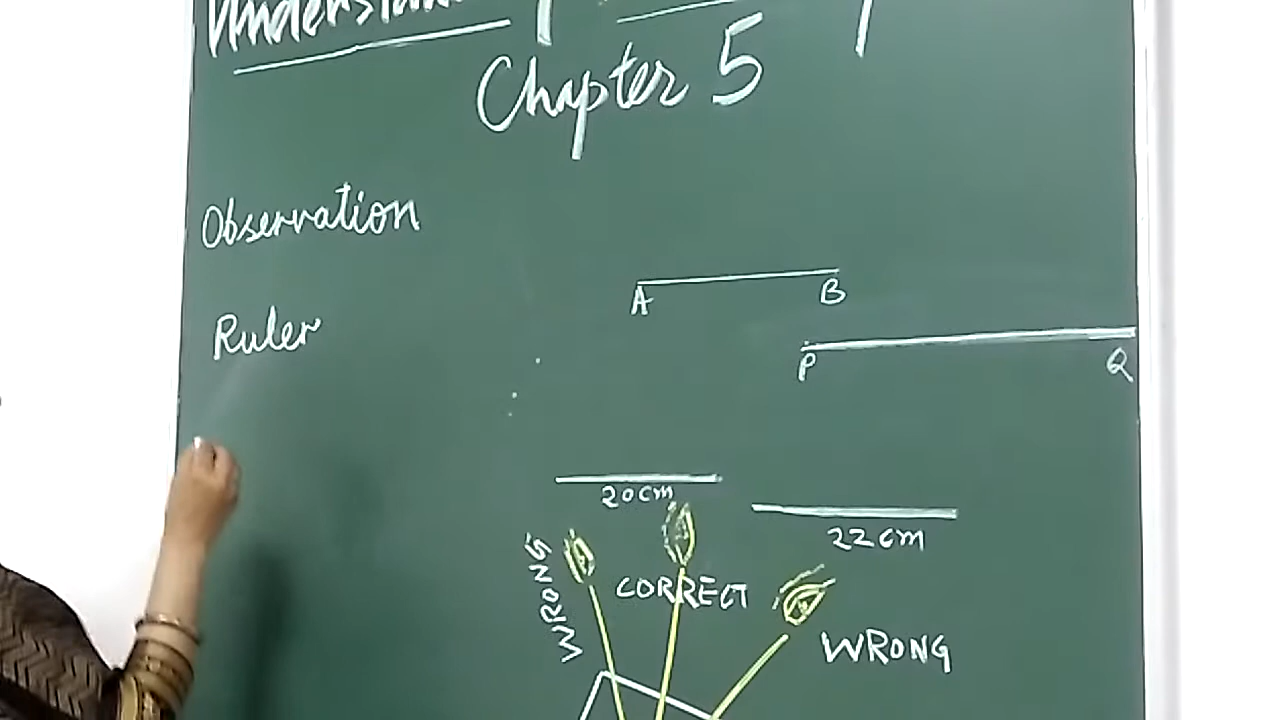 Chapter 5
Observation
A B
Ruler
P Q
20cm
22cm
WRONG
CORRECT
WRONG